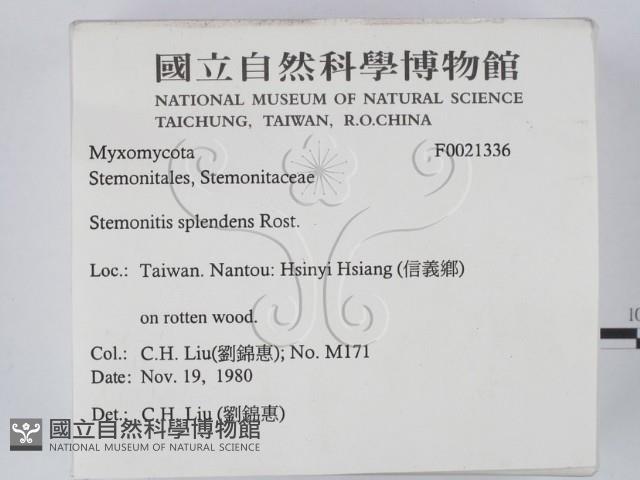 國立自然科學博物館
NATIONAL MUSEUM OF NATURAL SCIENCE
TAICHUNG, TAIWAN, R.O.CHINA
Myxomycota F0021336
Stemonitales, Stemonitaceae
Stemonitis splendens Rost.
Loc.: Taiwan. Nantou: Hsinyi Hsiang (信義鄉)
on rotten wood.
Col.: C.H. Liu(劉錦惠); No. M171
Date: Nov. 19, 1980
Det.: C.H. Liu (劉錦惠)
國立自然科學博物館
NATIONAL MUSEUM OF NATURAL SCIENCE